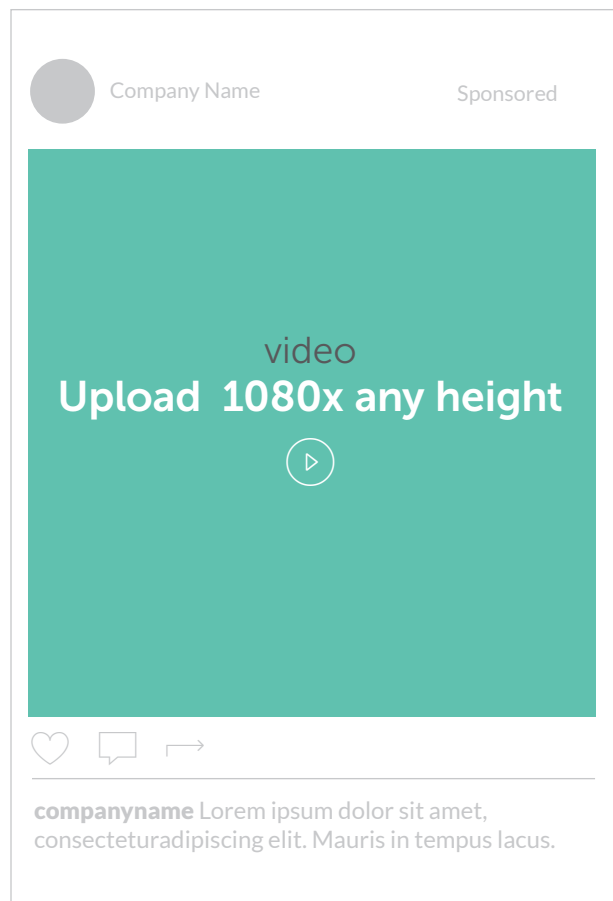 Company Name
Sponsored
video
Upload 1080x any height
companyname Lorem ipsum dolor sit amet,
consecteturadipiscing elit. Mauris in tempus lacus.